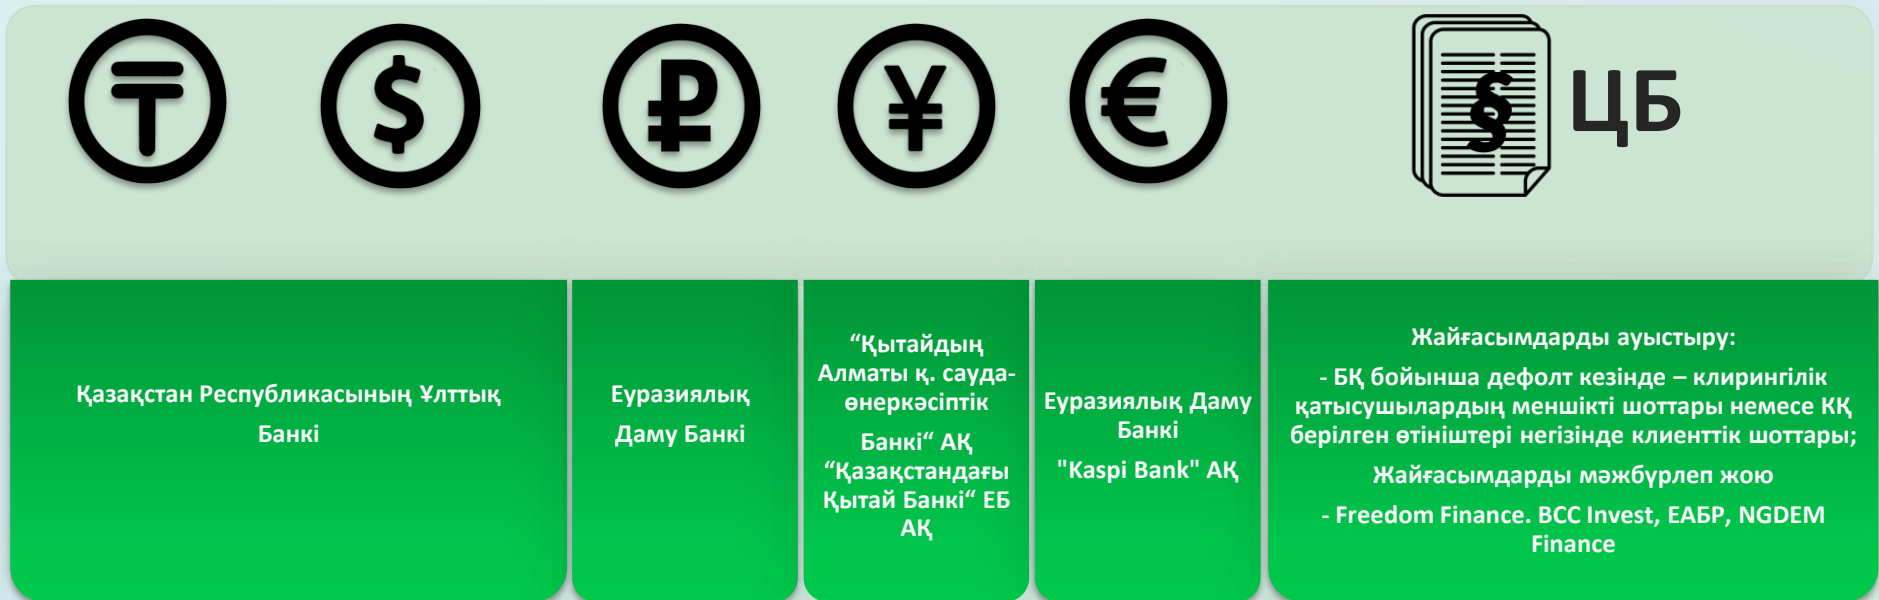 ₸ $ ₽ ¥ €
§ ЦБ
Қазақстан Республикасының Ұлттық
Банкі
Еуразиялық
Даму Банкі
“Қытайдың
Алматы қ. сауда-
өнеркәсіптік
Банкі“ АҚ
“Қазақстандағы
Қытай Банкі“ ЕБ
АҚ
Еуразиялық Даму
Банкі
"Kaspi Bank" АҚ
Жайғасымдарды ауыстыру:
- БҚ бойынша дефолт кезінде – клирингілік
қатысушылардың меншікті шоттары немесе КҚ
берілген өтініштері негізінде клиенттік шоттары;
Жайғасымдарды мәжбүрлеп жою
- Freedom Finance. BCC Invest, ЕАБР, NGDEM
Finance